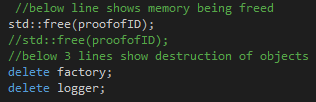 //below line shows memory being freed
std::free(proofofID);
//std::free(proofofID);
//below 3 lines show destruction of objects
delete factory;
delete logger;